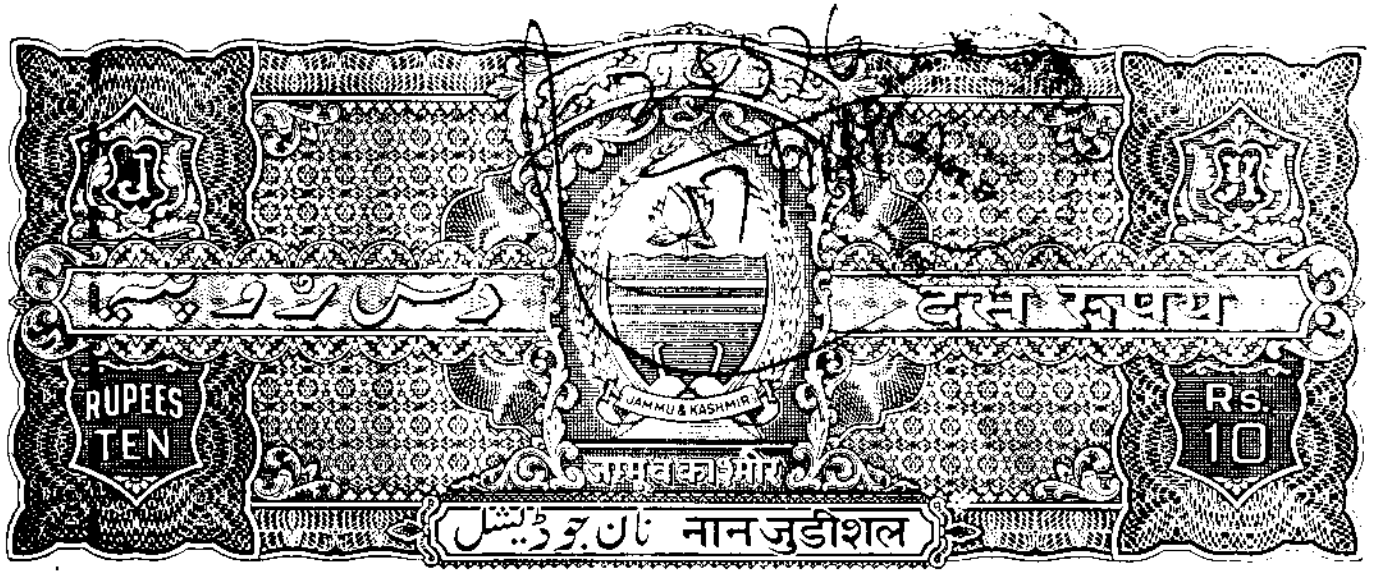 J
دس روپیہ
दस रूपये
RUPEES
TEN
Rs.
10
JAMMU & KASHMIR
जम्मू व काश्मीर
نان جوڈیشل नान जुडीशल